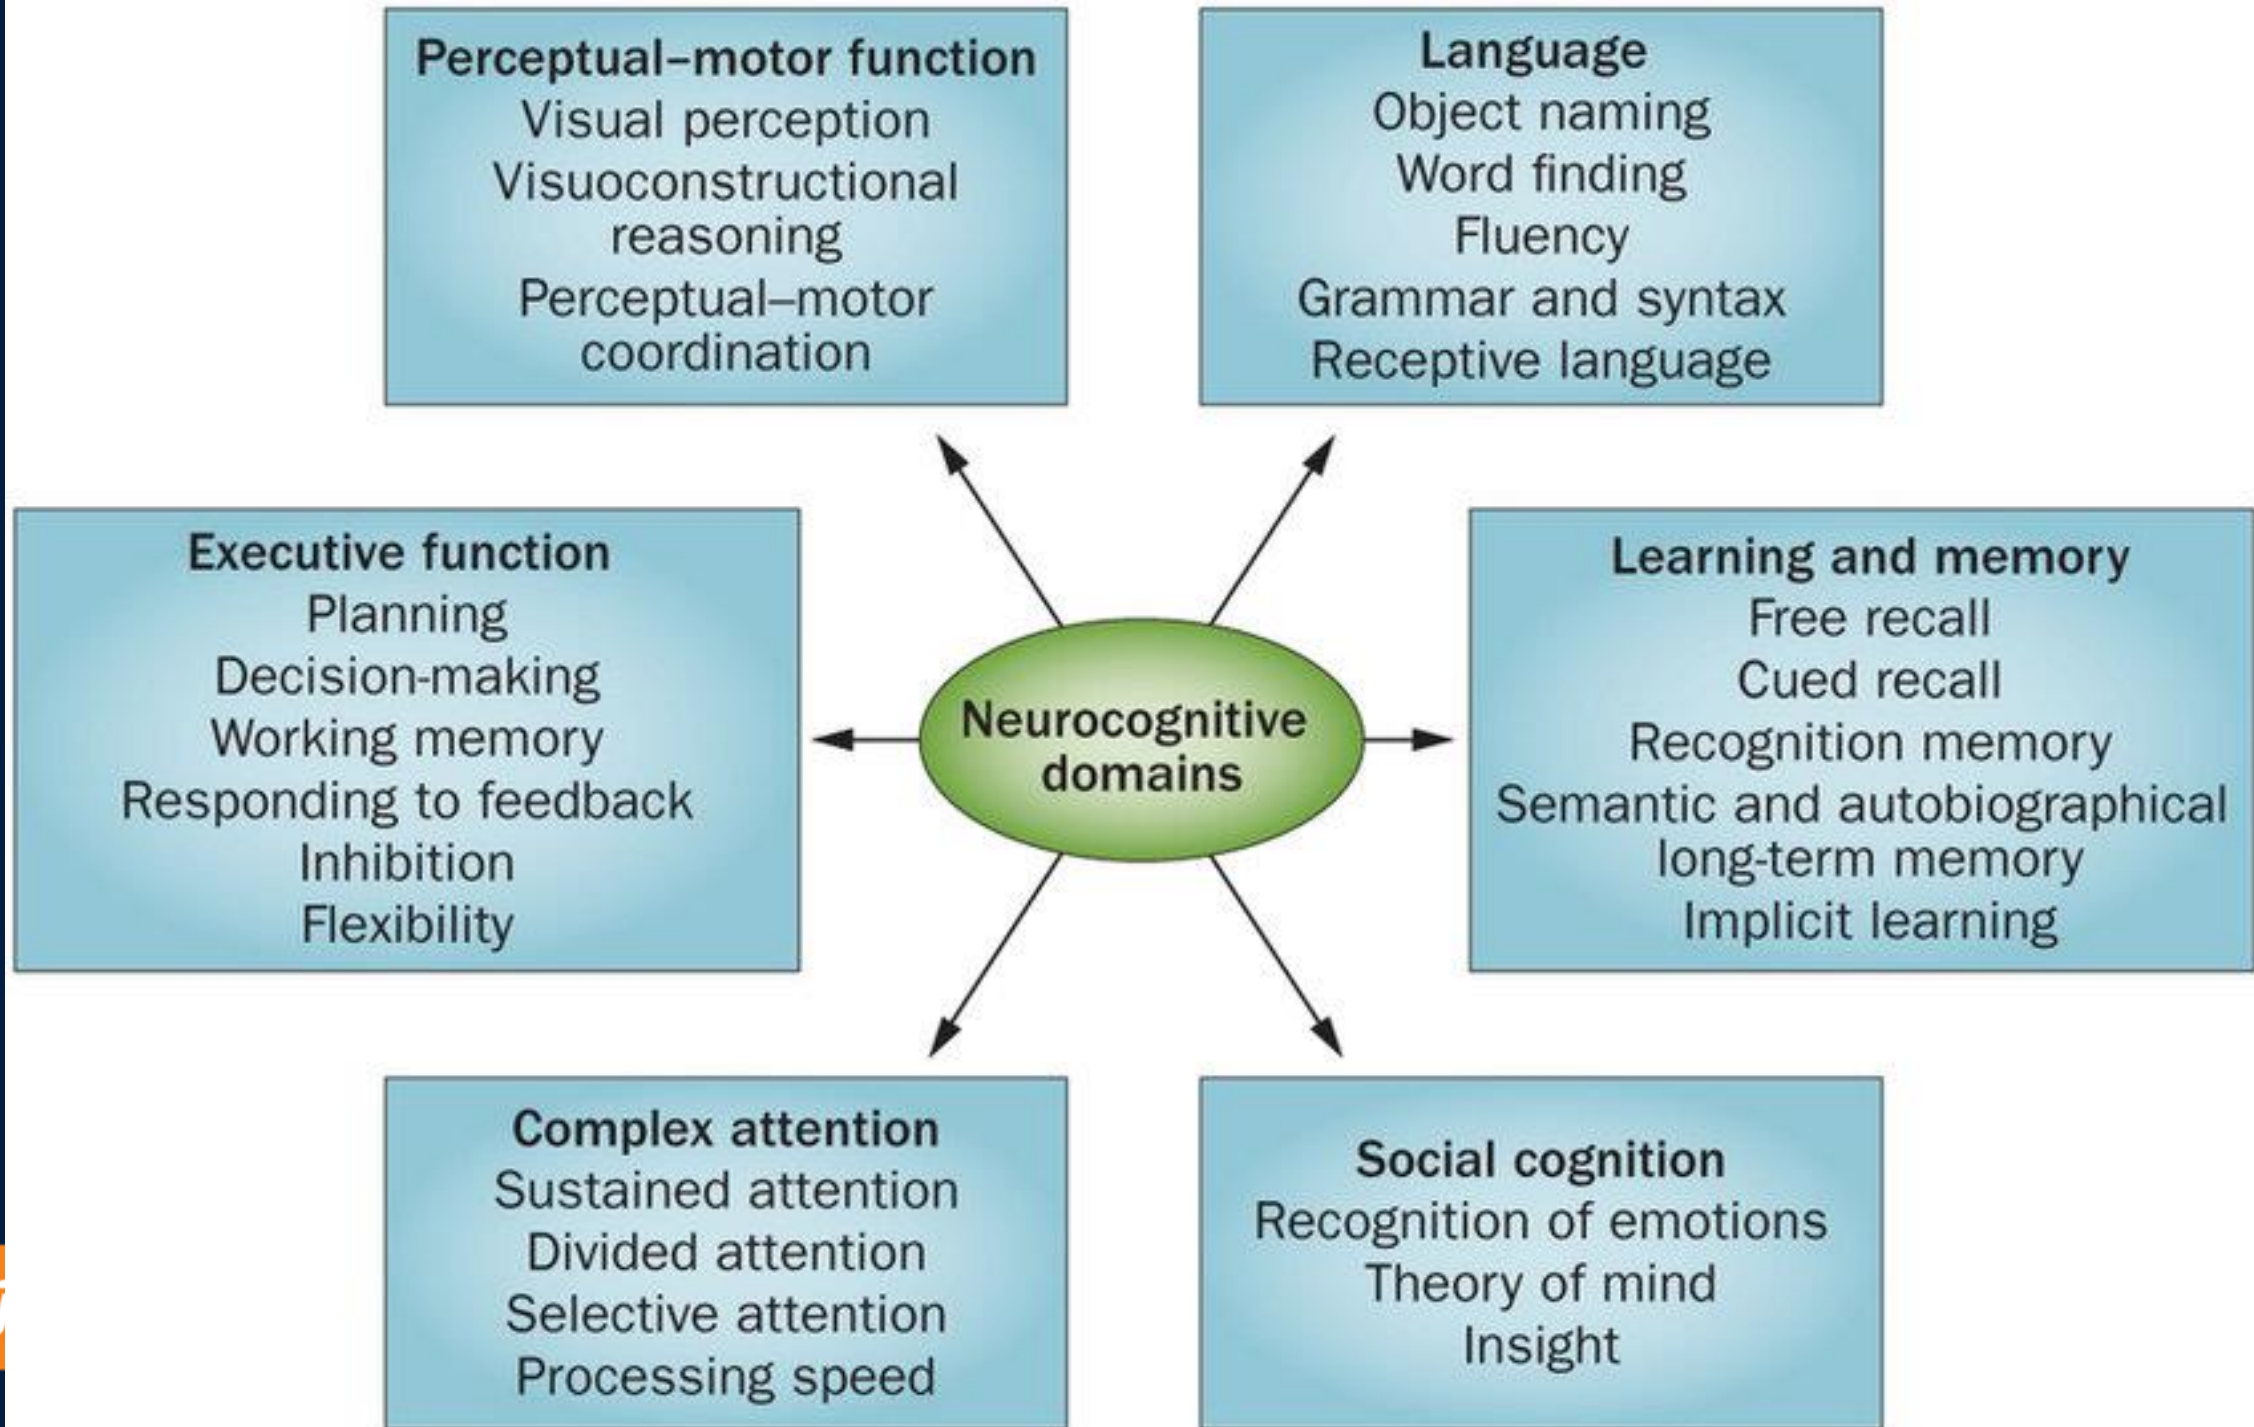 Perceptual–motor function
Visual perception
Visuoconstructional
reasoning
Perceptual–motor
coordination
Language
Object naming
Word finding
Fluency
Grammar and syntax
Receptive language
Executive function
Planning
Decision-making
Working memory
Responding to feedback
Inhibition
Flexibility
Neurocognitive
domains
Learning and memory
Free recall
Cued recall
Recognition memory
Semantic and autobiographical
long-term memory
Implicit learning
Complex attention
Sustained attention
Divided attention
Selective attention
Processing speed
Social cognition
Recognition of emotions
Theory of mind
Insight